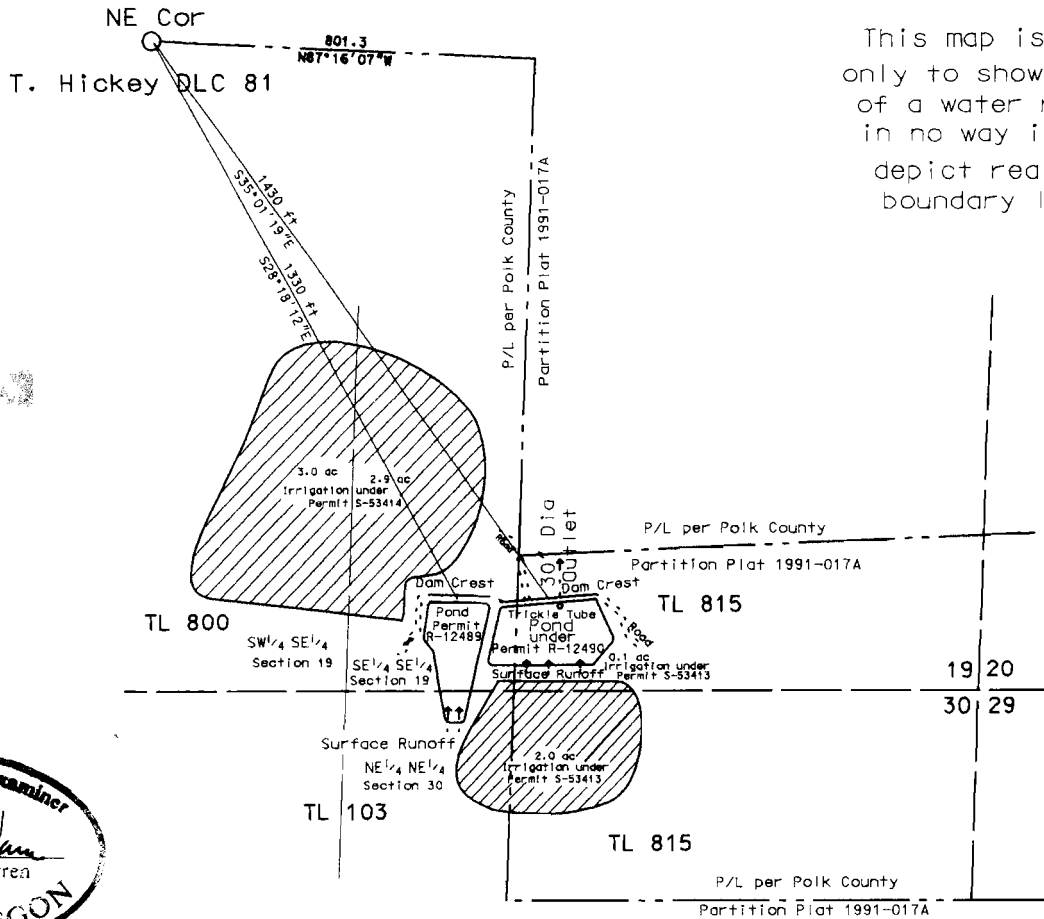 NE Cor
801.3
N87°16'07"W
T. Hickey DLC 81
This map is
only to show
of a water
in no way i
depict rea
boundary l
1430 ft
S35°01'19"E
1330 ft
S28°18'12"E
P/L per Polk County
Partition Plat 1991-017A
3.0 ac
2.9 ac
Irrigation under
Permit S-53414
30 Dia
Outlet
Road
P/L per Polk County
Partition Plat 1991-017A
Dam Crest
Dam Crest
TL 815
TL 800
Pond
Permit
R-12489
Trickle Tube
Pond
under
Permit R-12490
Road
SW1/4 SE1/4
Section 19
SE1/4 SE1/4
Section 19
0.1 ac
Irrigation under
Permit S-53413
Surface Runoff
19 20
30 29
Surface Runoff
NE1/4 NE1/4
Section 30
2.0 ac
Irrigation under
Permit S-53413
TL 103
TL 815
P/L per Polk County
Partition Plat 1991-017A
xaminer
ren
GON